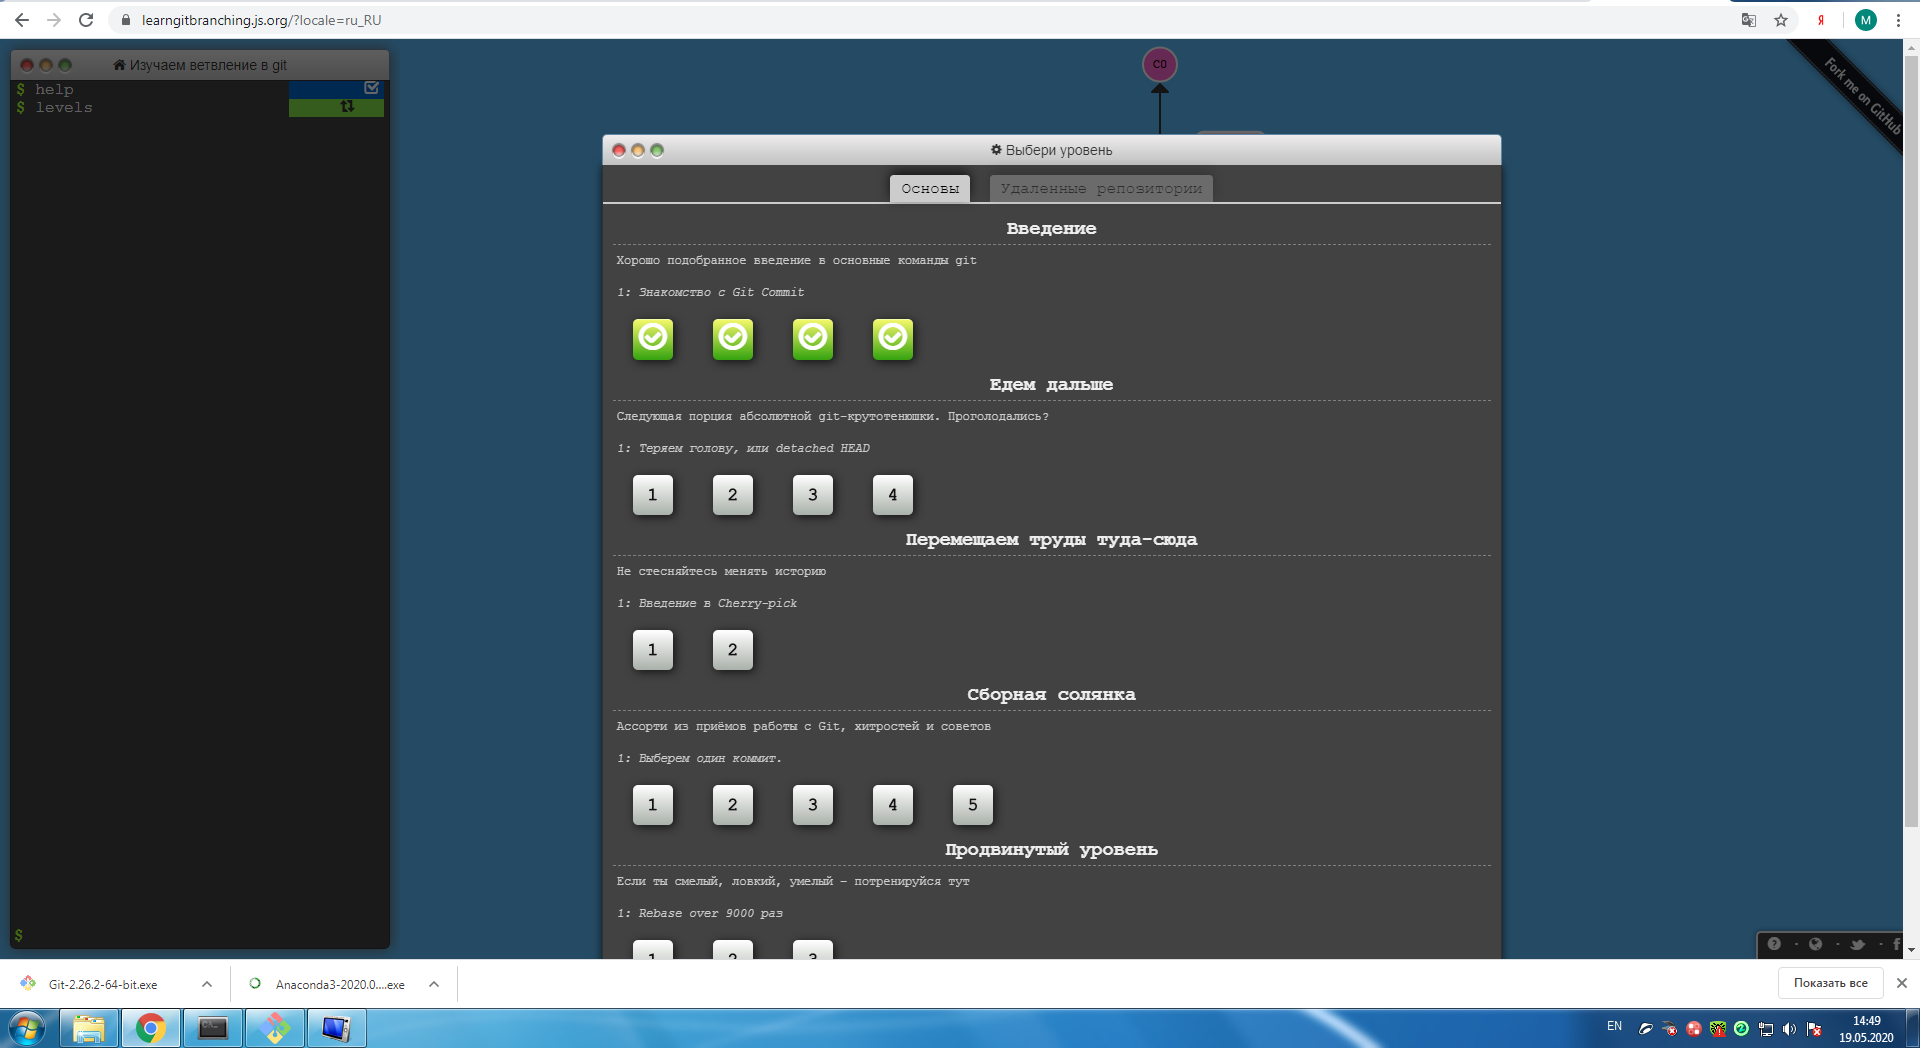 learngitbranching.js.org/?locale=ru_RU
Я
M
Изучаем ветвление в git
$ help
$ levels
$
C0
Fork me on GitHub
Выбери уровень
Основы
Удаленные репозитории
Введение
Хорошо подобранное введение в основные команды git
1: Знакомство с Git Commit
Едем дальше
Следующая порция абсолютной git-крутотенюшки. Проголодались?
1: Теряем голову, или detached HEAD
1 2 3 4
Перемещаем труды туда-сюда
Не стесняйтесь менять историю
1: Введение в Cherry-pick
1 2
Сборная солянка
Ассорти из приёмов работы с Git, хитростей и советов
1: Выберем один коммит.
1 2 3 4 5
Продвинутый уровень
Если ты смелый, ловкий, умелый - потренируйся тут
1: Rebase over 9000 раз
1 2 3
Git-2.26.2-64-bit.exe
Anaconda3-2020.0....exe
Показать все
EN
14:49
19.05.2020